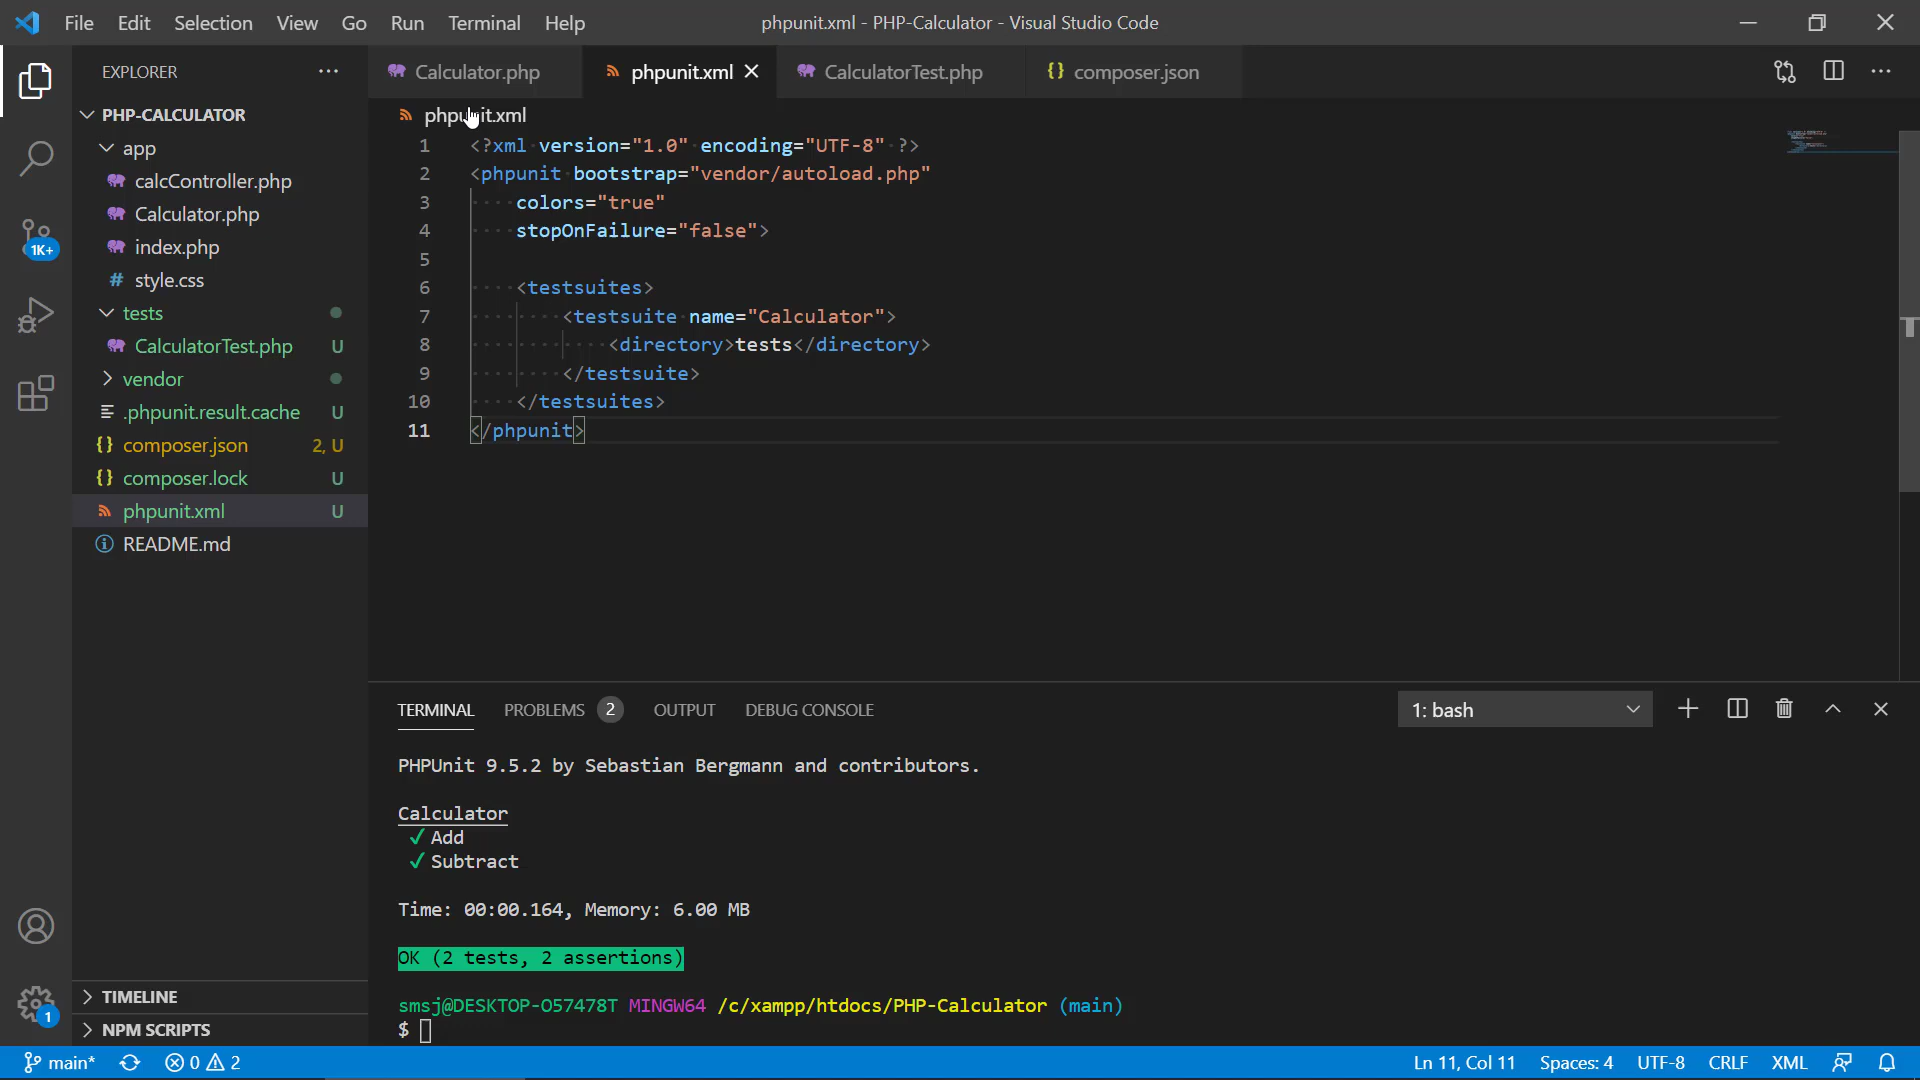 File Edit Selection View Go Run Terminal Help
phpunit.xml - PHP-Calculator - Visual Studio Code
EXPLORER
PHP-CALCULATOR
app
calcController.php
Calculator.php
index.php
# style.css
tests
CalculatorTest.php U
vendor
.phpunit.result.cache U
{} composer.json 2, U
{} composer.lock U
phpunit.xml U
README.md
TIMELINE
NPM SCRIPTS
1K+
1
Calculator.php phpunit.xml CalculatorTest.php {} composer.json
phpunit.xml
1 <?xml version="1.0" encoding="UTF-8" ?>
2 <phpunit bootstrap="vendor/autoload.php"
3 colors="true"
4 stopOnFailure="false">
5
6 <testsuites>
7 <testsuite name="Calculator">
8 <directory>tests</directory>
9 </testsuite>
10 </testsuites>
11 </phpunit>
TERMINAL PROBLEMS 2 OUTPUT DEBUG CONSOLE
1: bash
PHPUnit 9.5.2 by Sebastian Bergmann and contributors.
Calculator
✓ Add
✓ Subtract
Time: 00:00.164, Memory: 6.00 MB
OK (2 tests, 2 assertions)
smsj@DESKTOP-O57478T MINGW64 /c/xampp/htdocs/PHP-Calculator (main)
$
main* 0 2
Ln 11, Col 11 Spaces: 4 UTF-8 CRLF XML